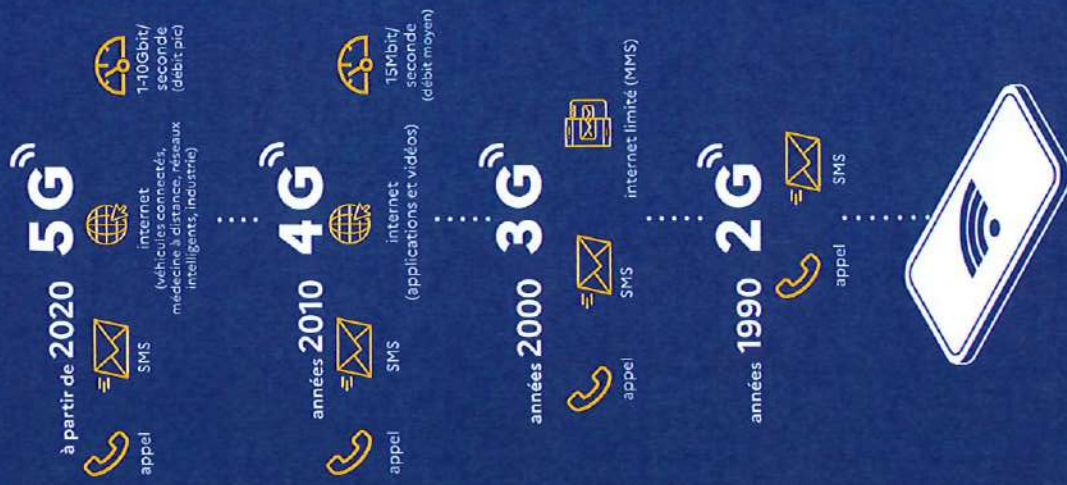 à partir de 2020 5G
appel
SMS
internet
(véhicules connectés,
médecine à distance, réseaux
intelligents, industrie)
1-10Gbit/
seconde
(débit pic)
années 2010 4G
appel
SMS
internet
(applications et vidéos)
15Mbit/
seconde
(débit moyen)
années 2000 3G
appel
SMS
internet limité (MMS)
années 1990 2G
appel
SMS